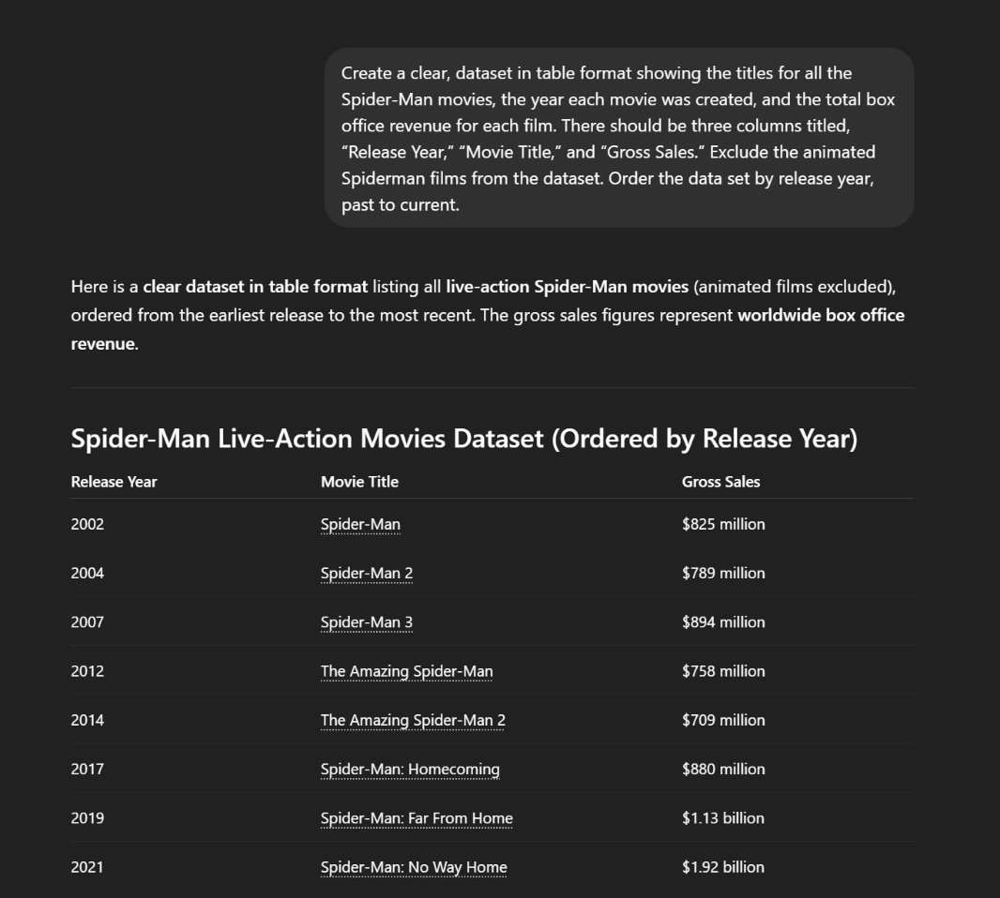 Create a clear, dataset in table format showing the titles for all the
Spider-Man movies, the year each movie was created, and the total box
office revenue for each film. There should be three columns titled,
“Release Year,” “Movie Title,” and “Gross Sales.” Exclude the animated
Spiderman films from the dataset. Order the data set by release year,
past to current.
Here is a clear dataset in table format listing all live-action Spider-Man movies (animated films excluded),
ordered from the earliest release to the most recent. The gross sales figures represent worldwide box office
revenue.
Spider-Man Live-Action Movies Dataset (Ordered by Release Year)
Release Year Movie Title Gross Sales
2002 Spider-Man $825 million
2004 Spider-Man 2 $789 million
2007 Spider-Man 3 $894 million
2012 The Amazing Spider-Man $758 million
2014 The Amazing Spider-Man 2 $709 million
2017 Spider-Man: Homecoming $880 million
2019 Spider-Man: Far From Home $1.13 billion
2021 Spider-Man: No Way Home $1.92 billion